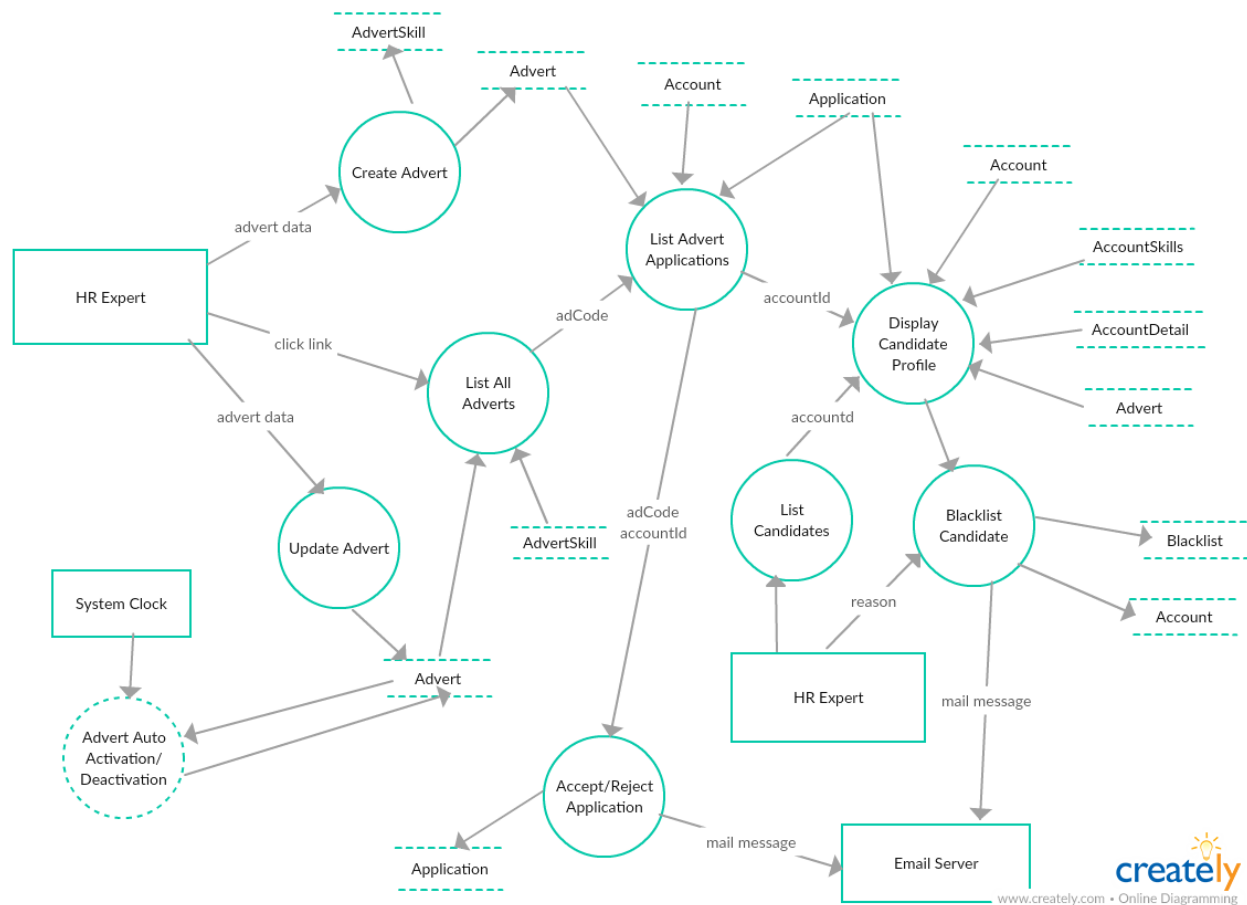 AdvertSkill
Advert
Account
Application
Create Advert
Account
advert data
List Advert
Applications
AccountSkills
HR Expert
accountId
adCode
Display
Candidate
Profile
AccountDetail
click link
List All
Adverts
Advert
advert data
accountd
List
Candidates
adCode
accountId
Blacklist
Candidate
AdvertSkill
Blacklist
Update Advert
System Clock
reason
Account
Advert
HR Expert
mail message
Advert Auto
Activation/
Deactivation
Accept/Reject
Application
mail message
Application
Email Server
creately
www.creately.com • Online Diagramming